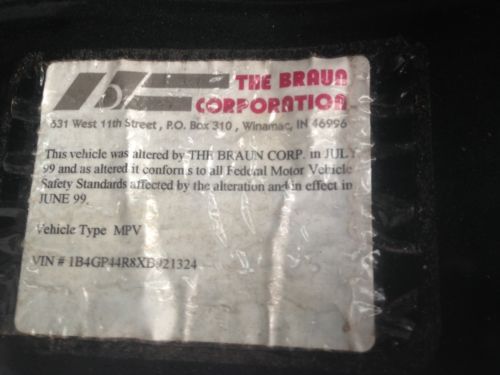 THE BRAUN
CORPORATION
631 West 11th Street , P.O. Box 310 , Winamac, IN 46996
This vehicle was altered by THE BRAUN CORP. in JULY
99 and as altered it conforms to all Federal Motor Vehicle
Safety Standards affected by the alteration and in effect in
JUNE 99.
Vehicle Type MPV
VIN # 1B4GP44R8XB921324